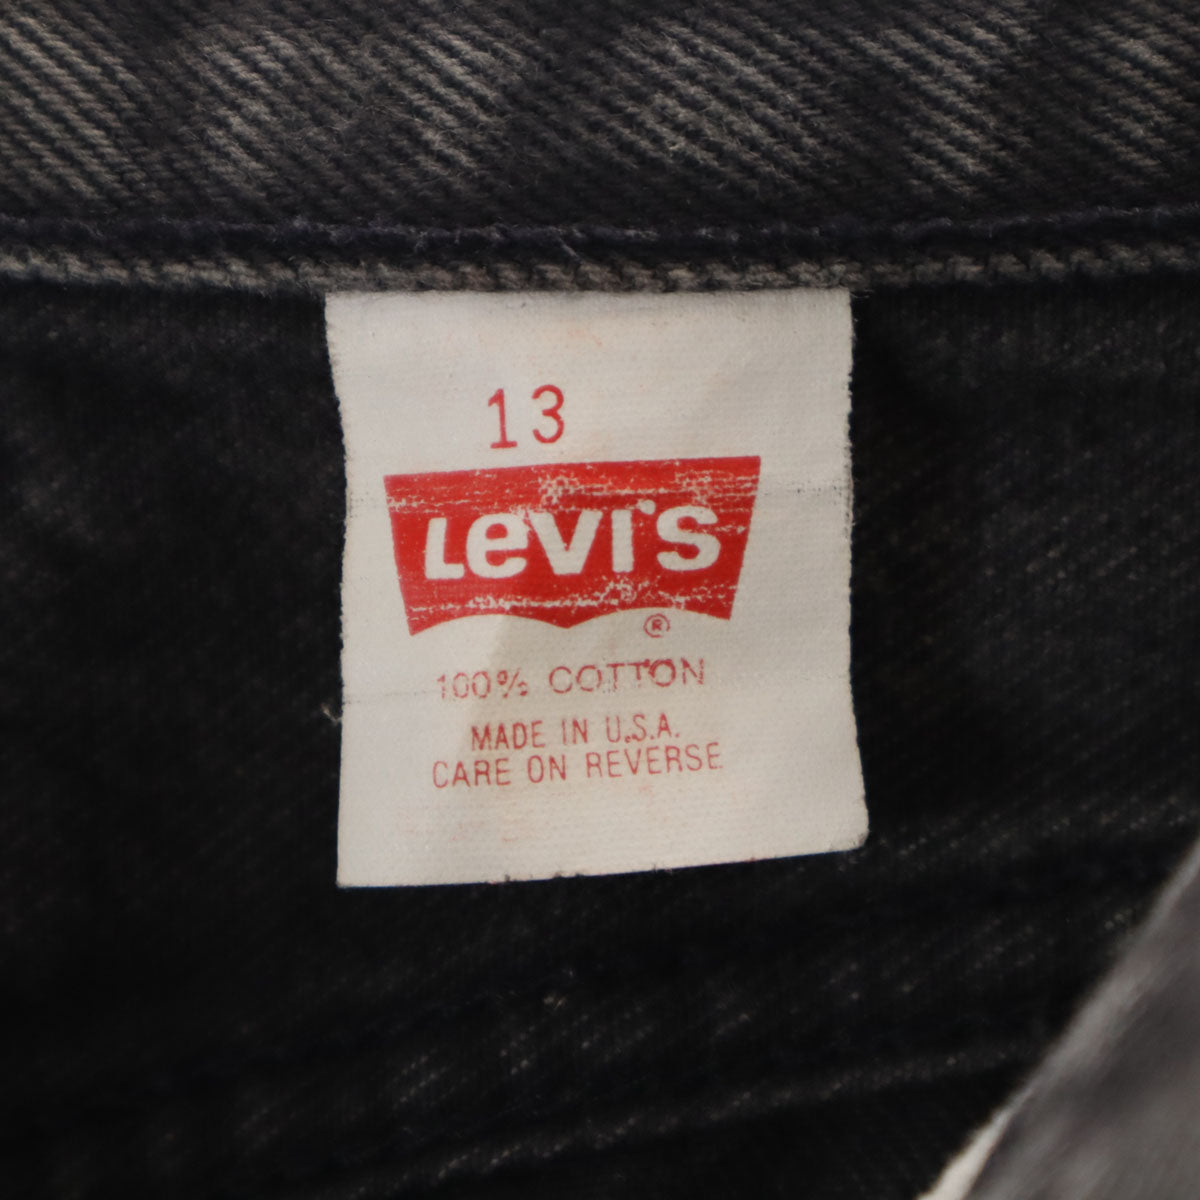 13
LeVI'S
®
100% COTTON
MADE IN U.S.A.
CARE ON REVERSE